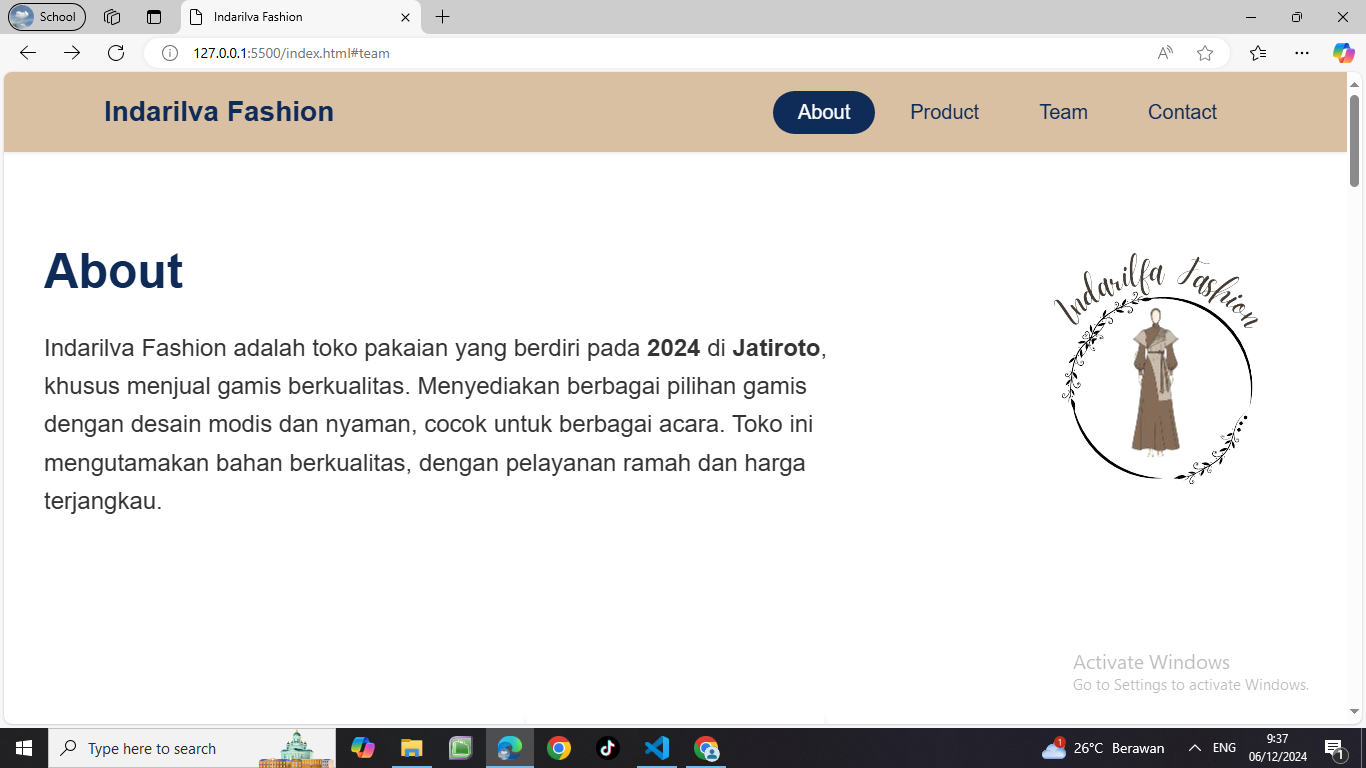 School
Indarilva Fashion
127.0.0.1:5500/index.html#team
Indarilva Fashion
About
Product
Team
Contact
About
Indarilva Fashion adalah toko pakaian yang berdiri pada 2024 di Jatiroto,
khusus menjual gamis berkualitas. Menyediakan berbagai pilihan gamis
dengan desain modis dan nyaman, cocok untuk berbagai acara. Toko ini
mengutamakan bahan berkualitas, dengan pelayanan ramah dan harga
terjangkau.
Indarilfa Fashion
Activate Windows
Go to Settings to activate Windows.
Type here to search
1
26°C Berawan
ENG
9:37
06/12/2024
1